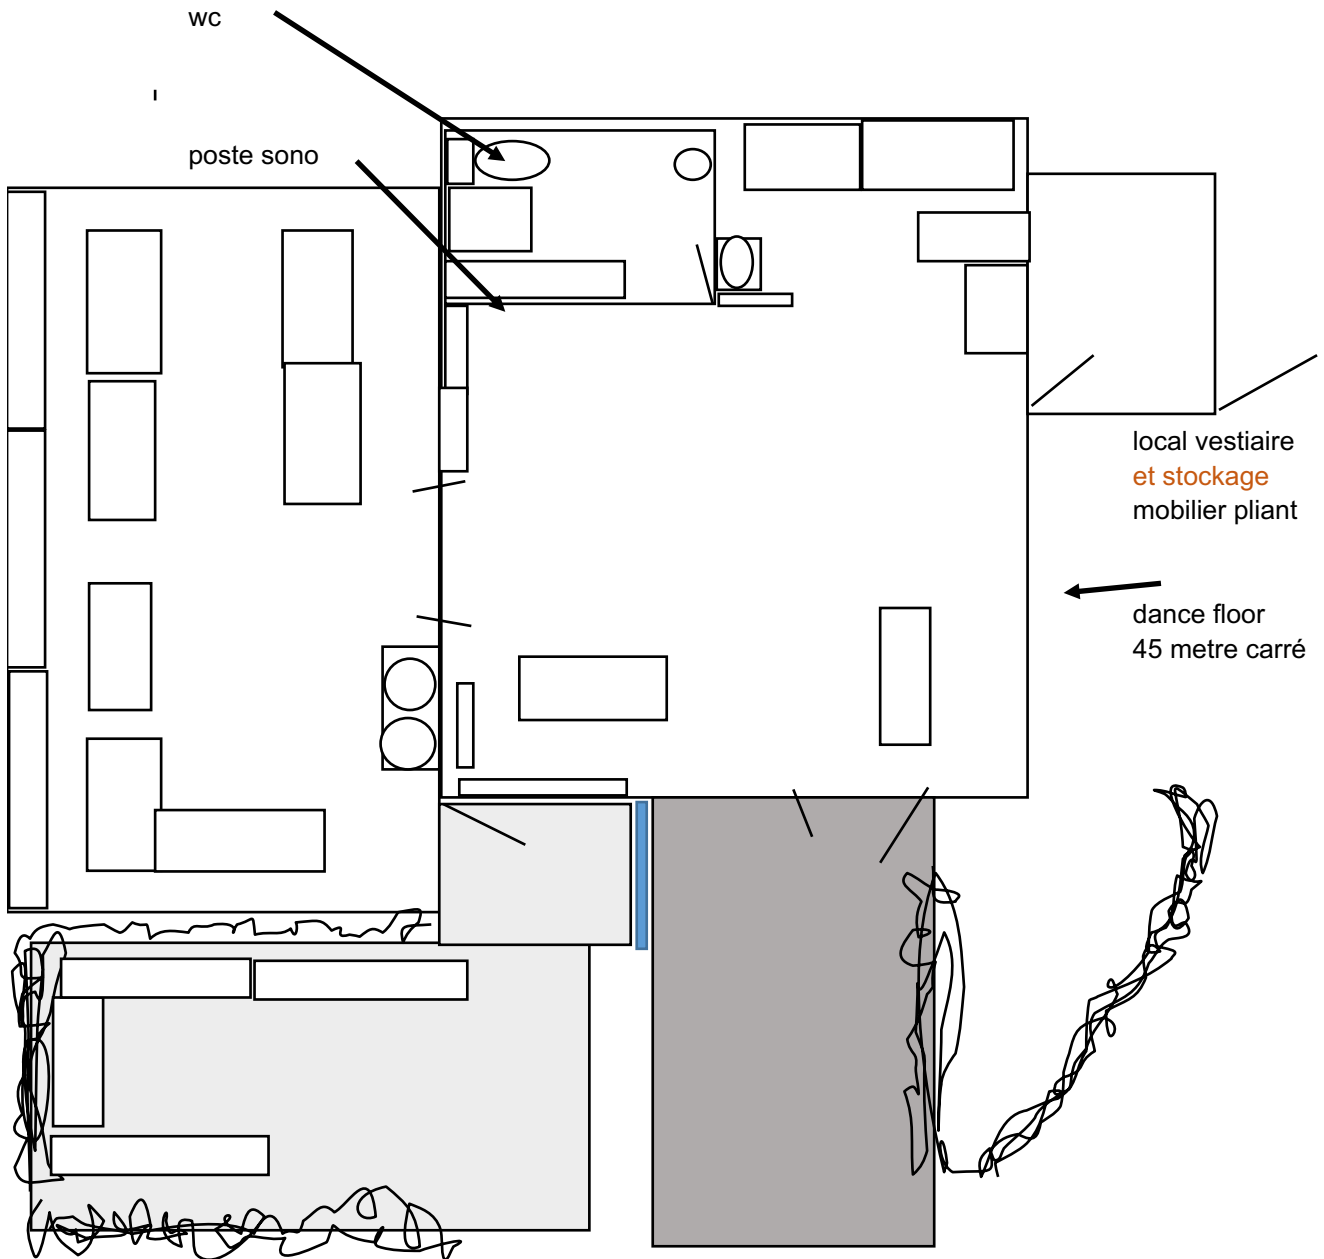 wc
poste sono
local vestiaire
et stockage
mobilier pliant
dance floor
45 metre carré